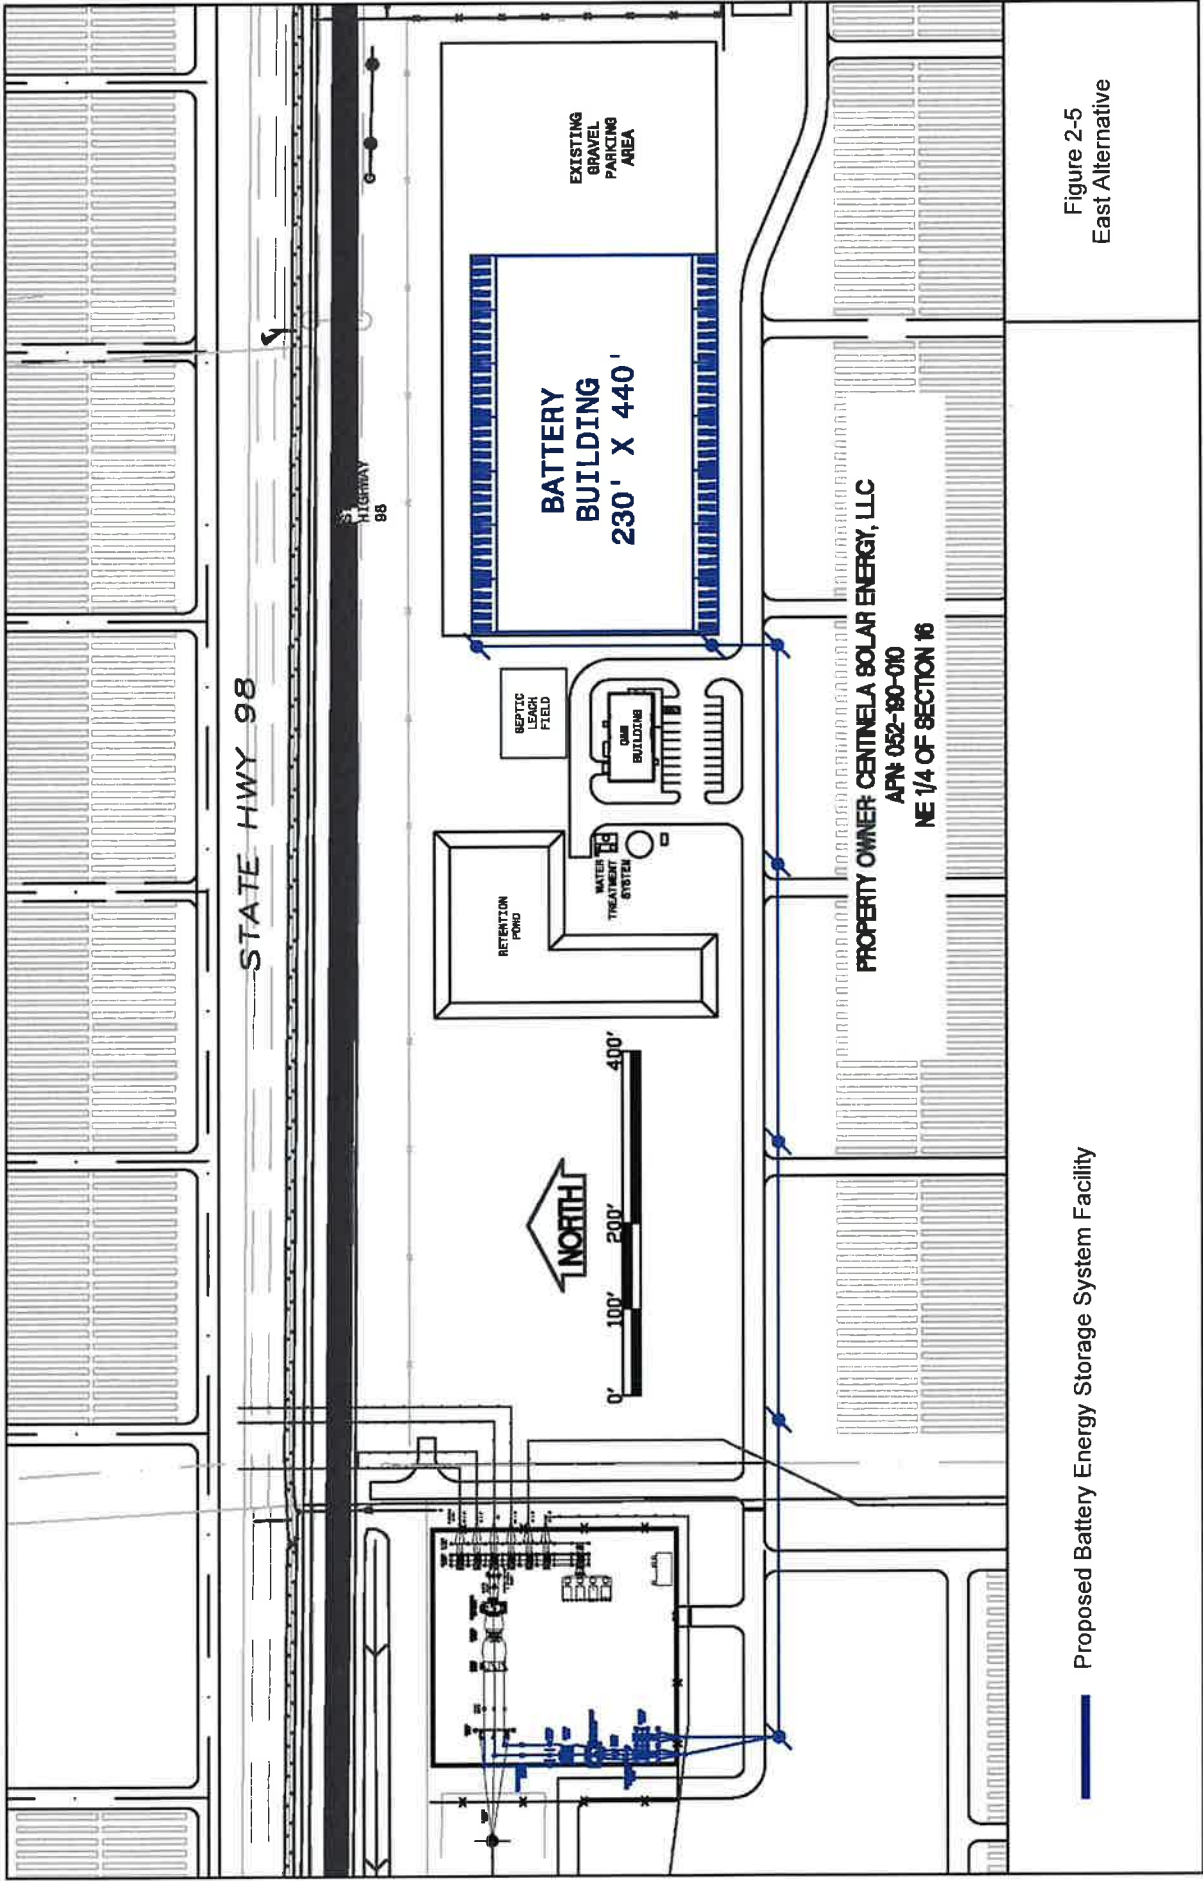 STATE HWY 98
HIGHWAY
98
EXISTING
GRAVEL
PARKING
AREA
BATTERY
BUILDING
230' X 440'
SEPTIC
LEACH
FIELD
O&M
BUILDING
WATER
TREATMENT
SYSTEM
RETENTION
POND
NORTH
0' 100' 200' 400'
PROPERTY OWNER: CENTINELA SOLAR ENERGY, LLC
APN: 052-190-010
NE 1/4 OF SECTION 16
Proposed Battery Energy Storage System Facility
Figure 2-5
East Alternative